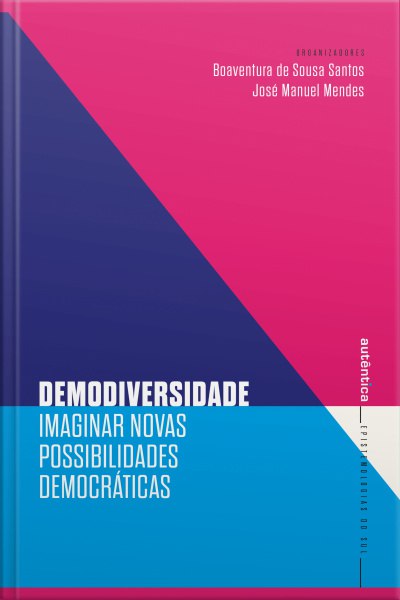 ORGANIZADORES
Boaventura de Sousa Santos
José Manuel Mendes
DEMODIVERSIDADE
IMAGINAR NOVAS
POSSIBILIDADES
DEMOCRÁTICAS
autêntica
EPISTEMOLOGIAS DO SUL